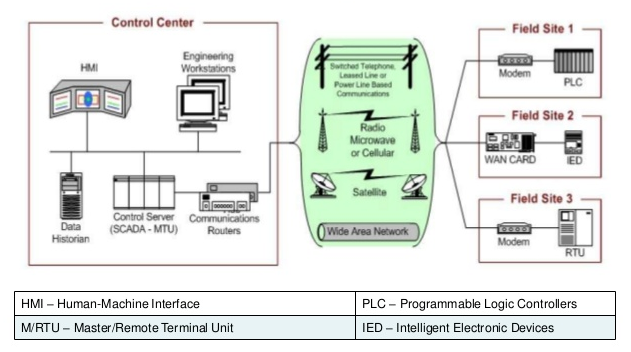 Control Center
HMI
Engineering
Workstations
Data
Historian
Control Server
(SCADA - MTU)
Communications
Routers
Switched Telephone,
Leased Line or
Power Line Based
Communications
Radio
Microwave
or Cellular
Satellite
Wide Area Network
Field Site 1
Modem
PLC
Field Site 2
WAN CARD
IED
Field Site 3
Modem
RTU
HMI – Human-Machine Interface
PLC – Programmable Logic Controllers
M/RTU – Master/Remote Terminal Unit
IED – Intelligent Electronic Devices